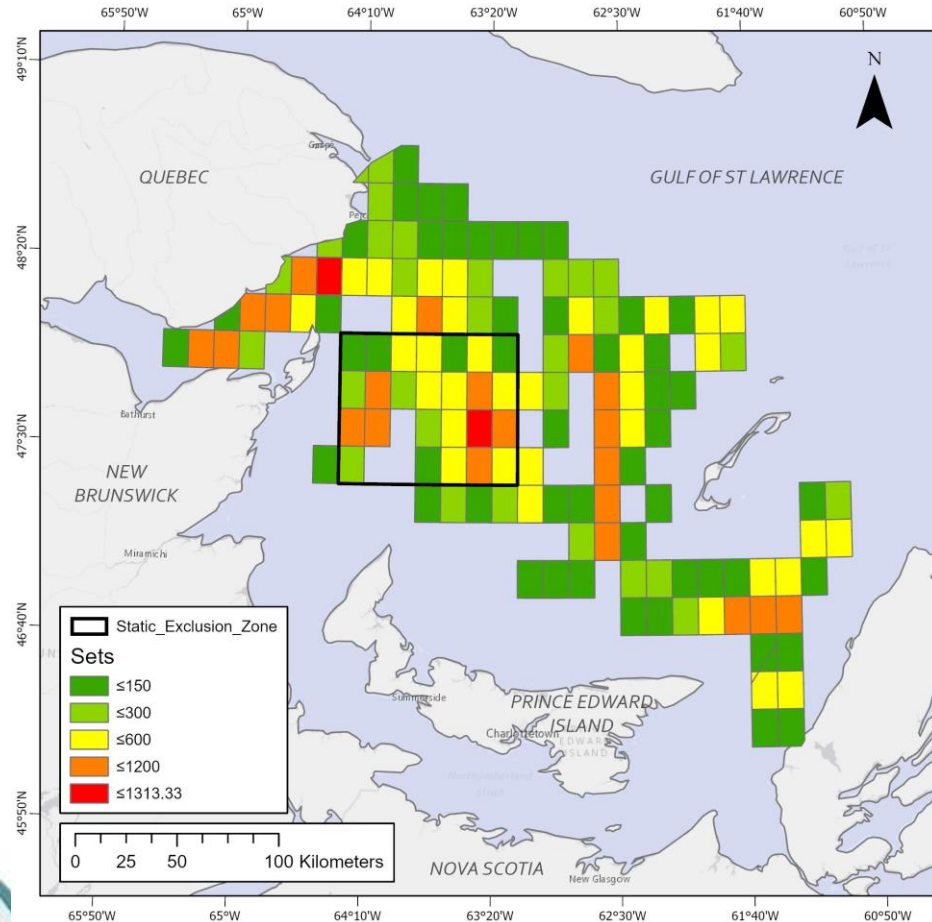 65°50'W 65°W 64°10'W 63°20'W 62°30'W 61°40'W 60°50'W
49°10'N
N
QUEBEC
GULF OF ST LAWRENCE
48°20'N
47°30'N
Bathurst
NEW
BRUNSWICK
Miramichi
46°40'N
Static_Exclusion_Zone
Sets
≤150
≤300
≤600
≤1200
≤1313.33
Summerside
PRINCE EDWARD
ISLAND
Charlottetown
45°50'N
0 25 50 100 Kilometers
NOVA SCOTIA
New Glasgow
65°50'W 65°W 64°10'W 63°20'W 62°30'W 61°40'W 60°50'W